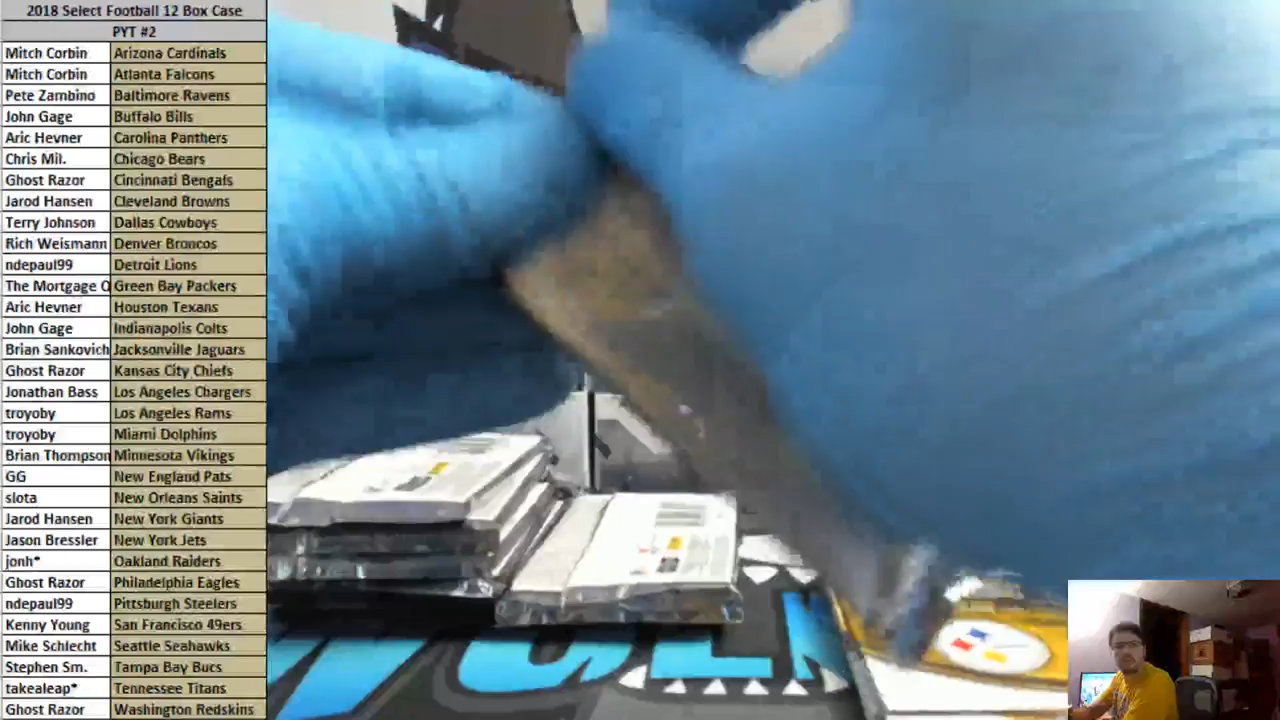 2018 Select Football 12 Box Case
PYT #2
Mitch Corbin Arizona Cardinals
Mitch Corbin Atlanta Falcons
Pete Zambino Baltimore Ravens
John Gage Buffalo Bills
Aric Hevner Carolina Panthers
Chris Mil. Chicago Bears
Ghost Razor Cincinnati Bengals
Jarod Hansen Cleveland Browns
Terry Johnson Dallas Cowboys
Rich Weismann Denver Broncos
ndepaul99 Detroit Lions
The Mortgage Green Bay Packers
Aric Hevner Houston Texans
John Gage Indianapolis Colts
Brian Sankovich Jacksonville Jaguars
Ghost Razor Kansas City Chiefs
Jonathan Bass Los Angeles Chargers
troyoby Los Angeles Rams
troyoby Miami Dolphins
Brian Thompson Minnesota Vikings
GG New England Pats
slota New Orleans Saints
Jarod Hansen New York Giants
Jason Bressler New York Jets
jonh* Oakland Raiders
Ghost Razor Philadelphia Eagles
ndepaul99 Pittsburgh Steelers
Kenny Young San Francisco 49ers
Mike Schlecht Seattle Seahawks
Stephen Sm. Tampa Bay Bucs
takealeap* Tennessee Titans
Ghost Razor Washington Redskins